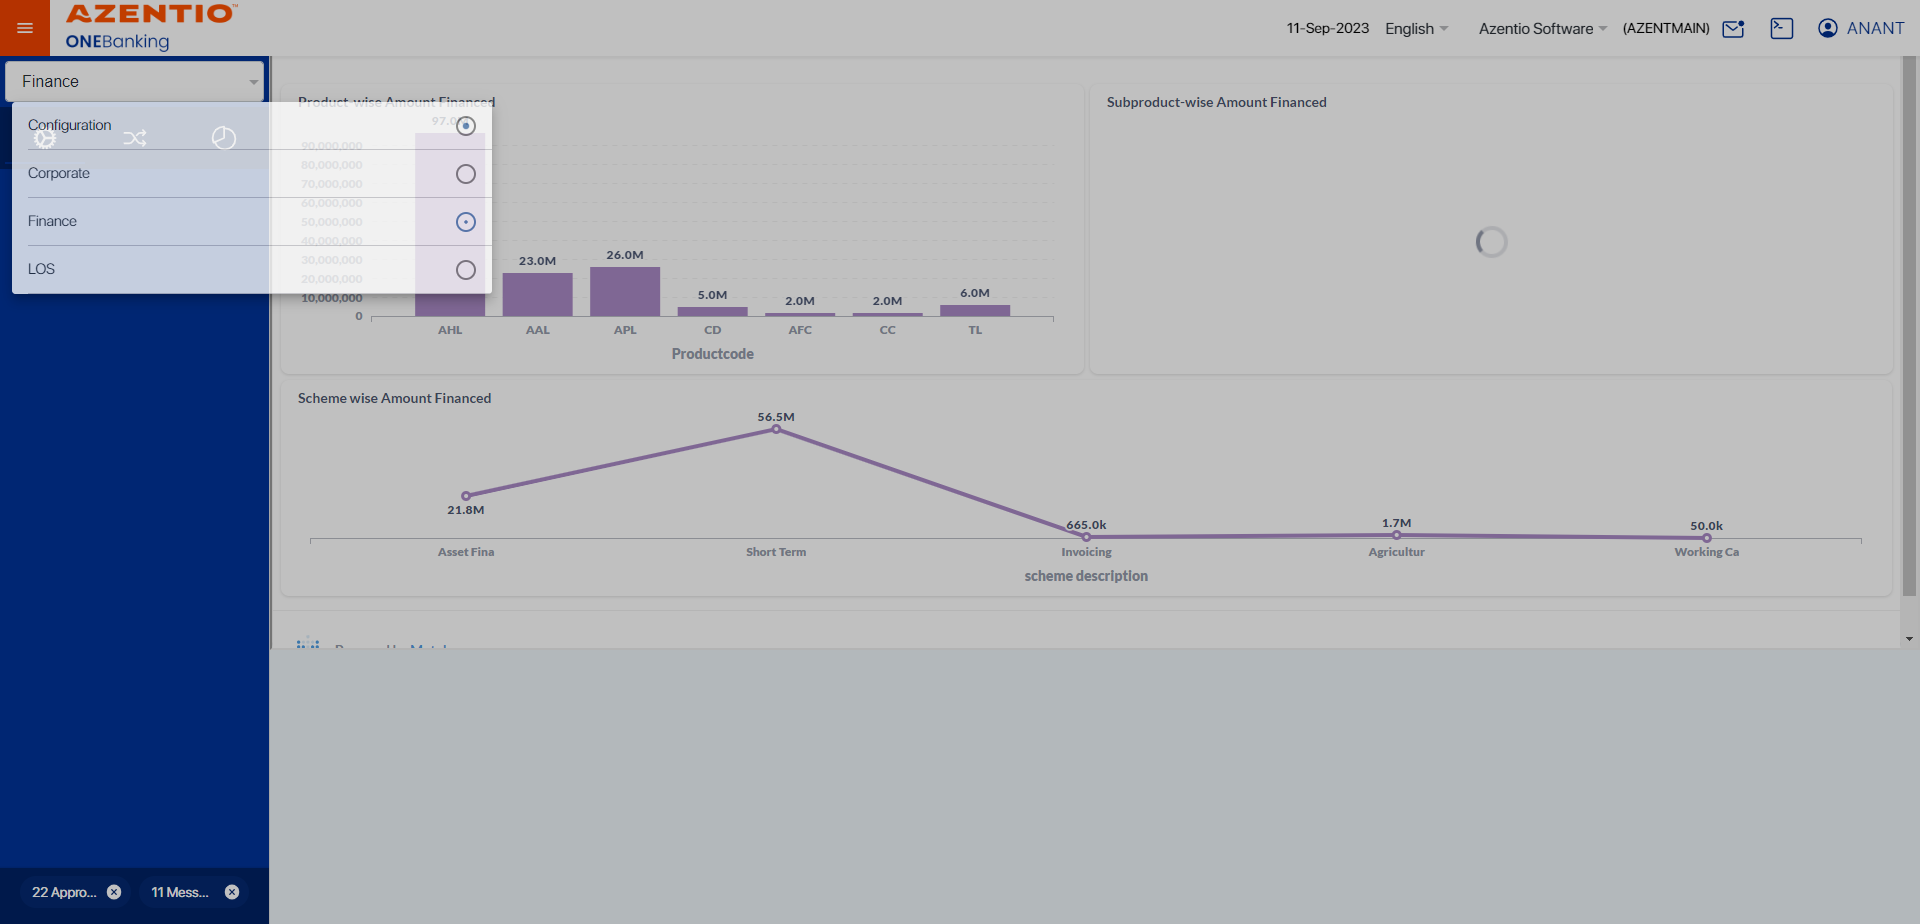 AZENTIO™
ONEBanking
11-Sep-2023 English Azentio Software (AZENTMAIN) ANANT
Finance
Configuration
Corporate
Finance
LOS
Product-wise Amount Financed
90,000,000
80,000,000
70,000,000
60,000,000
50,000,000
40,000,000
30,000,000
20,000,000
10,000,000
0
23.0M
26.0M
5.0M
2.0M
2.0M
6.0M
AHL AAL APL CD AFC CC TL
Productcode
Subproduct-wise Amount Financed
Scheme wise Amount Financed
21.8M
56.5M
665.0k
1.7M
50.0k
Asset Fina Short Term Invoicing Agricultur Working Ca
scheme description
22 Appro... 11 Mess...